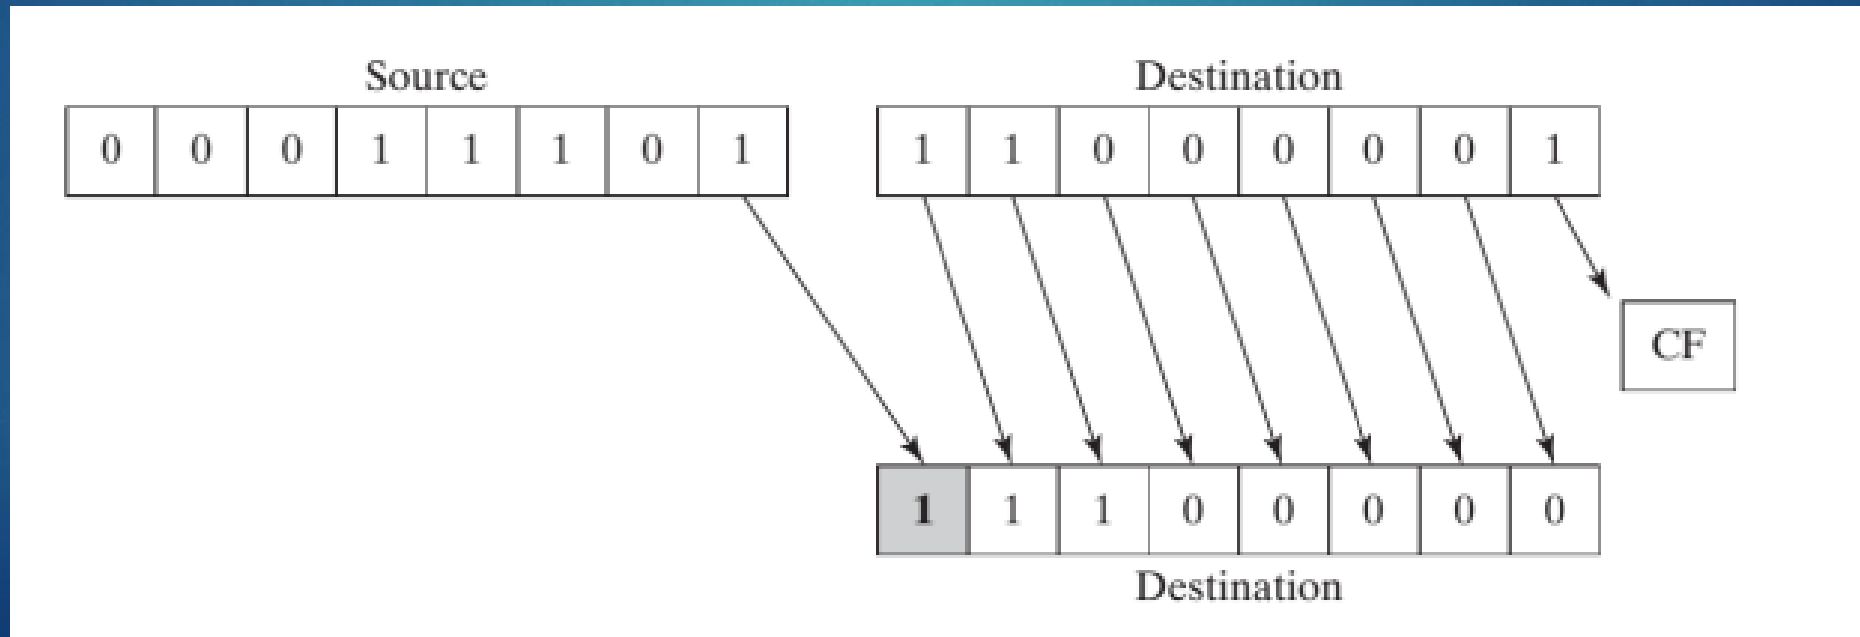 Source Destination
0 0 0 1 1 1 0 1 1 1 0 0 0 0 0 1
CF
1 1 1 0 0 0 0 0
Destination